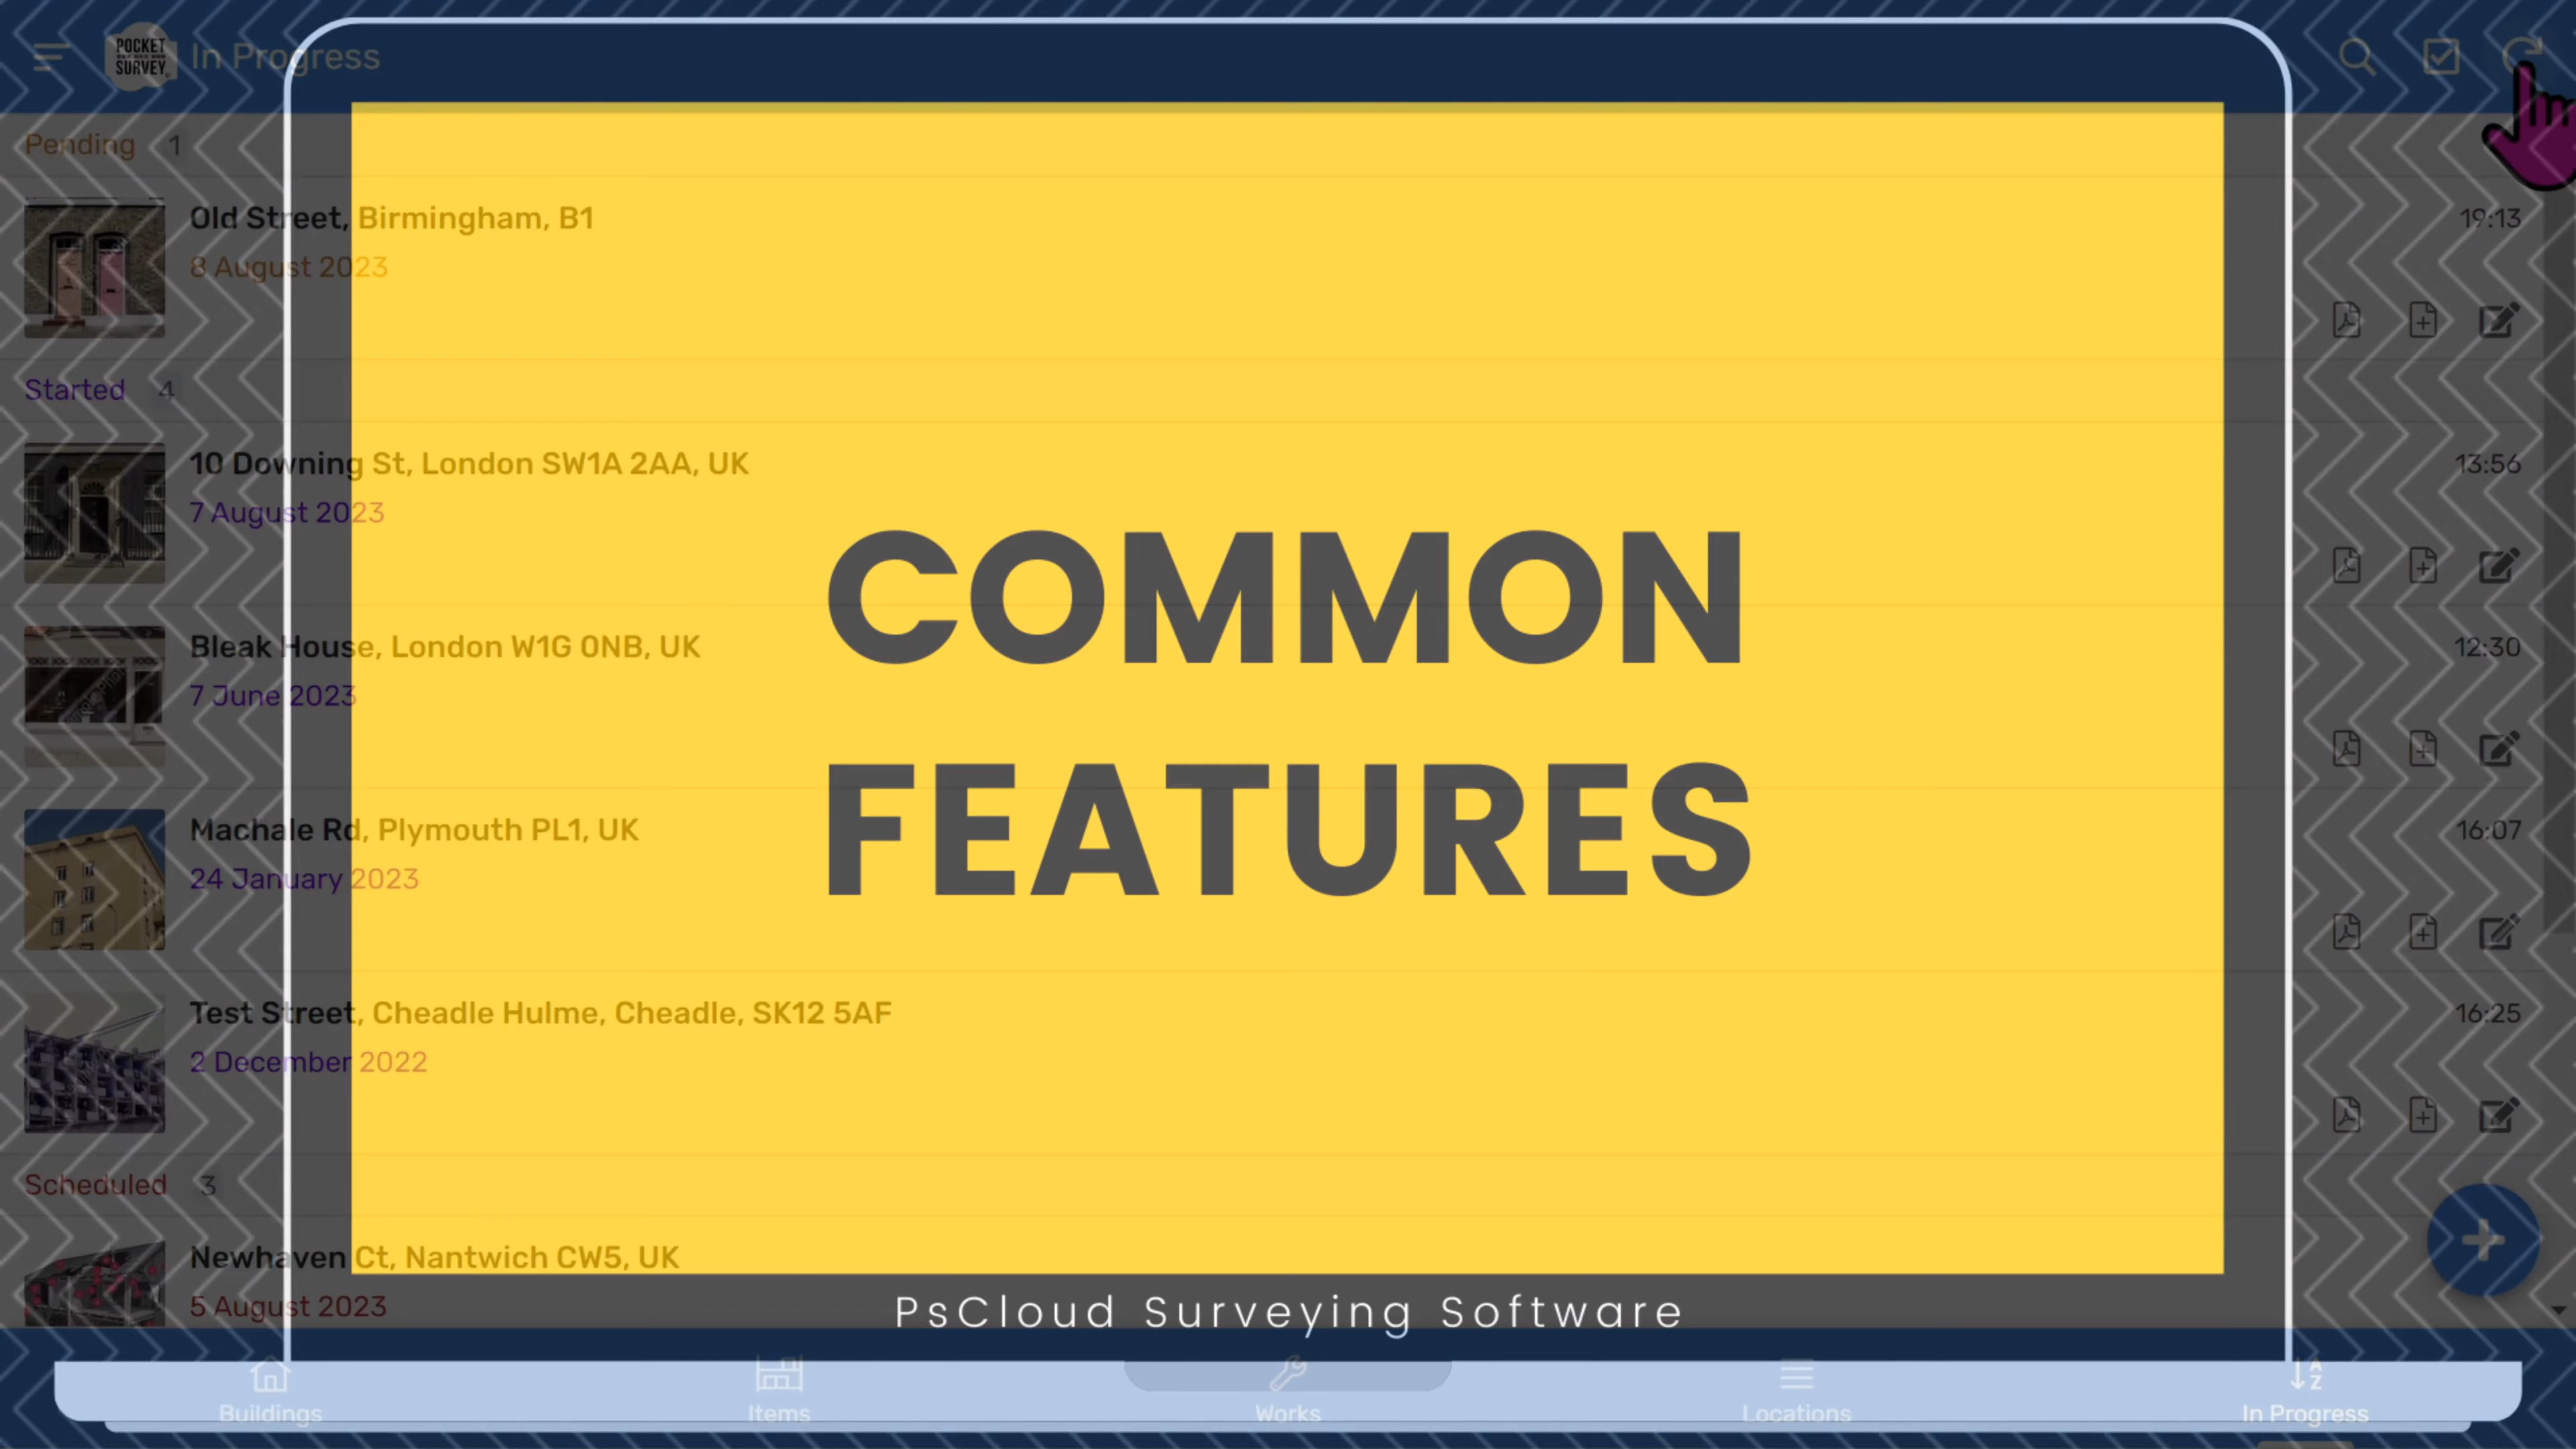 POCKET
SURVEY
In Progress
Pending 1
Old Street, Birmingham, B1
19:13
8 August 2023
Started 4
10 Downing St, London SW1A 2AA, UK
13:56
7 August 2023
COMMON
Bleak House, London W1G 0NB, UK
12:30
7 June 2023
FEATURES
Machale Rd, Plymouth PL1, UK
16:07
24 January 2023
Test Street, Cheadle Hulme, Cheadle, SK12 5AF
16:25
2 December 2022
Scheduled 3
Newhaven Ct, Nantwich CW5, UK
5 August 2023
PsCloud Surveying Software
Buildings
Items
Works
Locations
In Progress